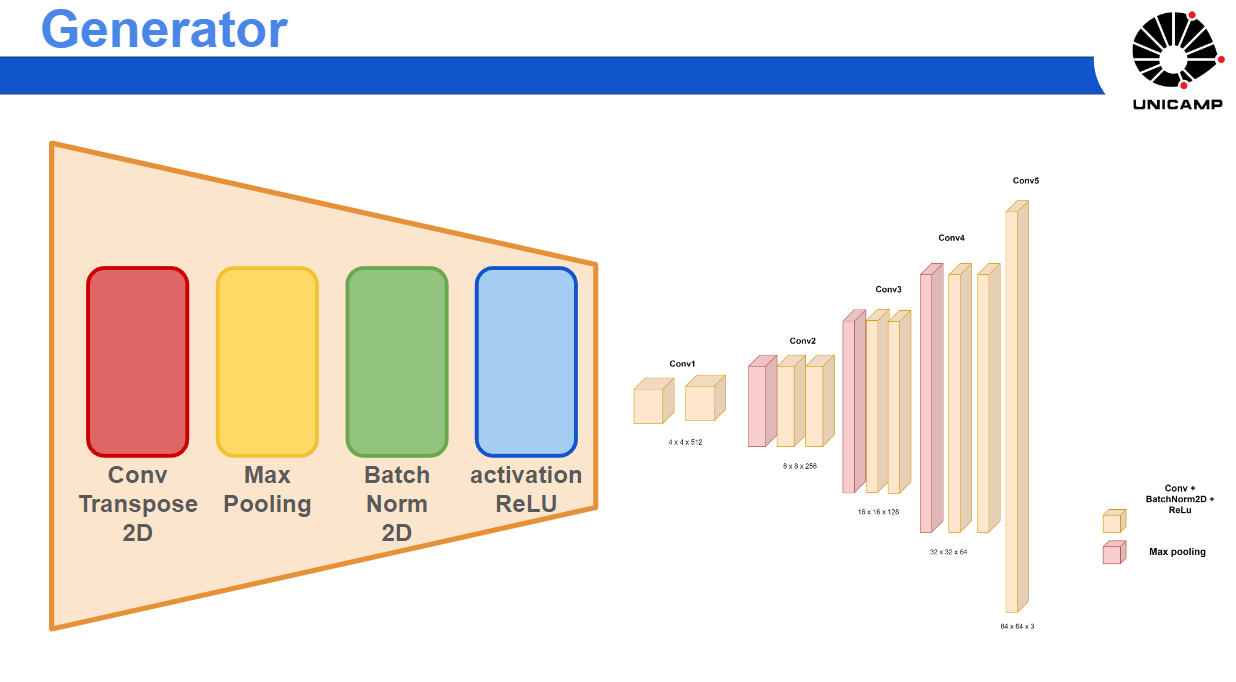 Generator
UNICAMP
Conv
Transpose
2D
Max
Pooling
Batch
Norm
2D
activation
ReLU
Conv1
4 x 4 x 512
Conv2
8 x 8 x 256
Conv3
16 x 16 x 128
Conv4
32 x 32 x 64
Conv5
64 x 64 x 3
Conv +
BatchNorm2D +
ReLu
Max pooling